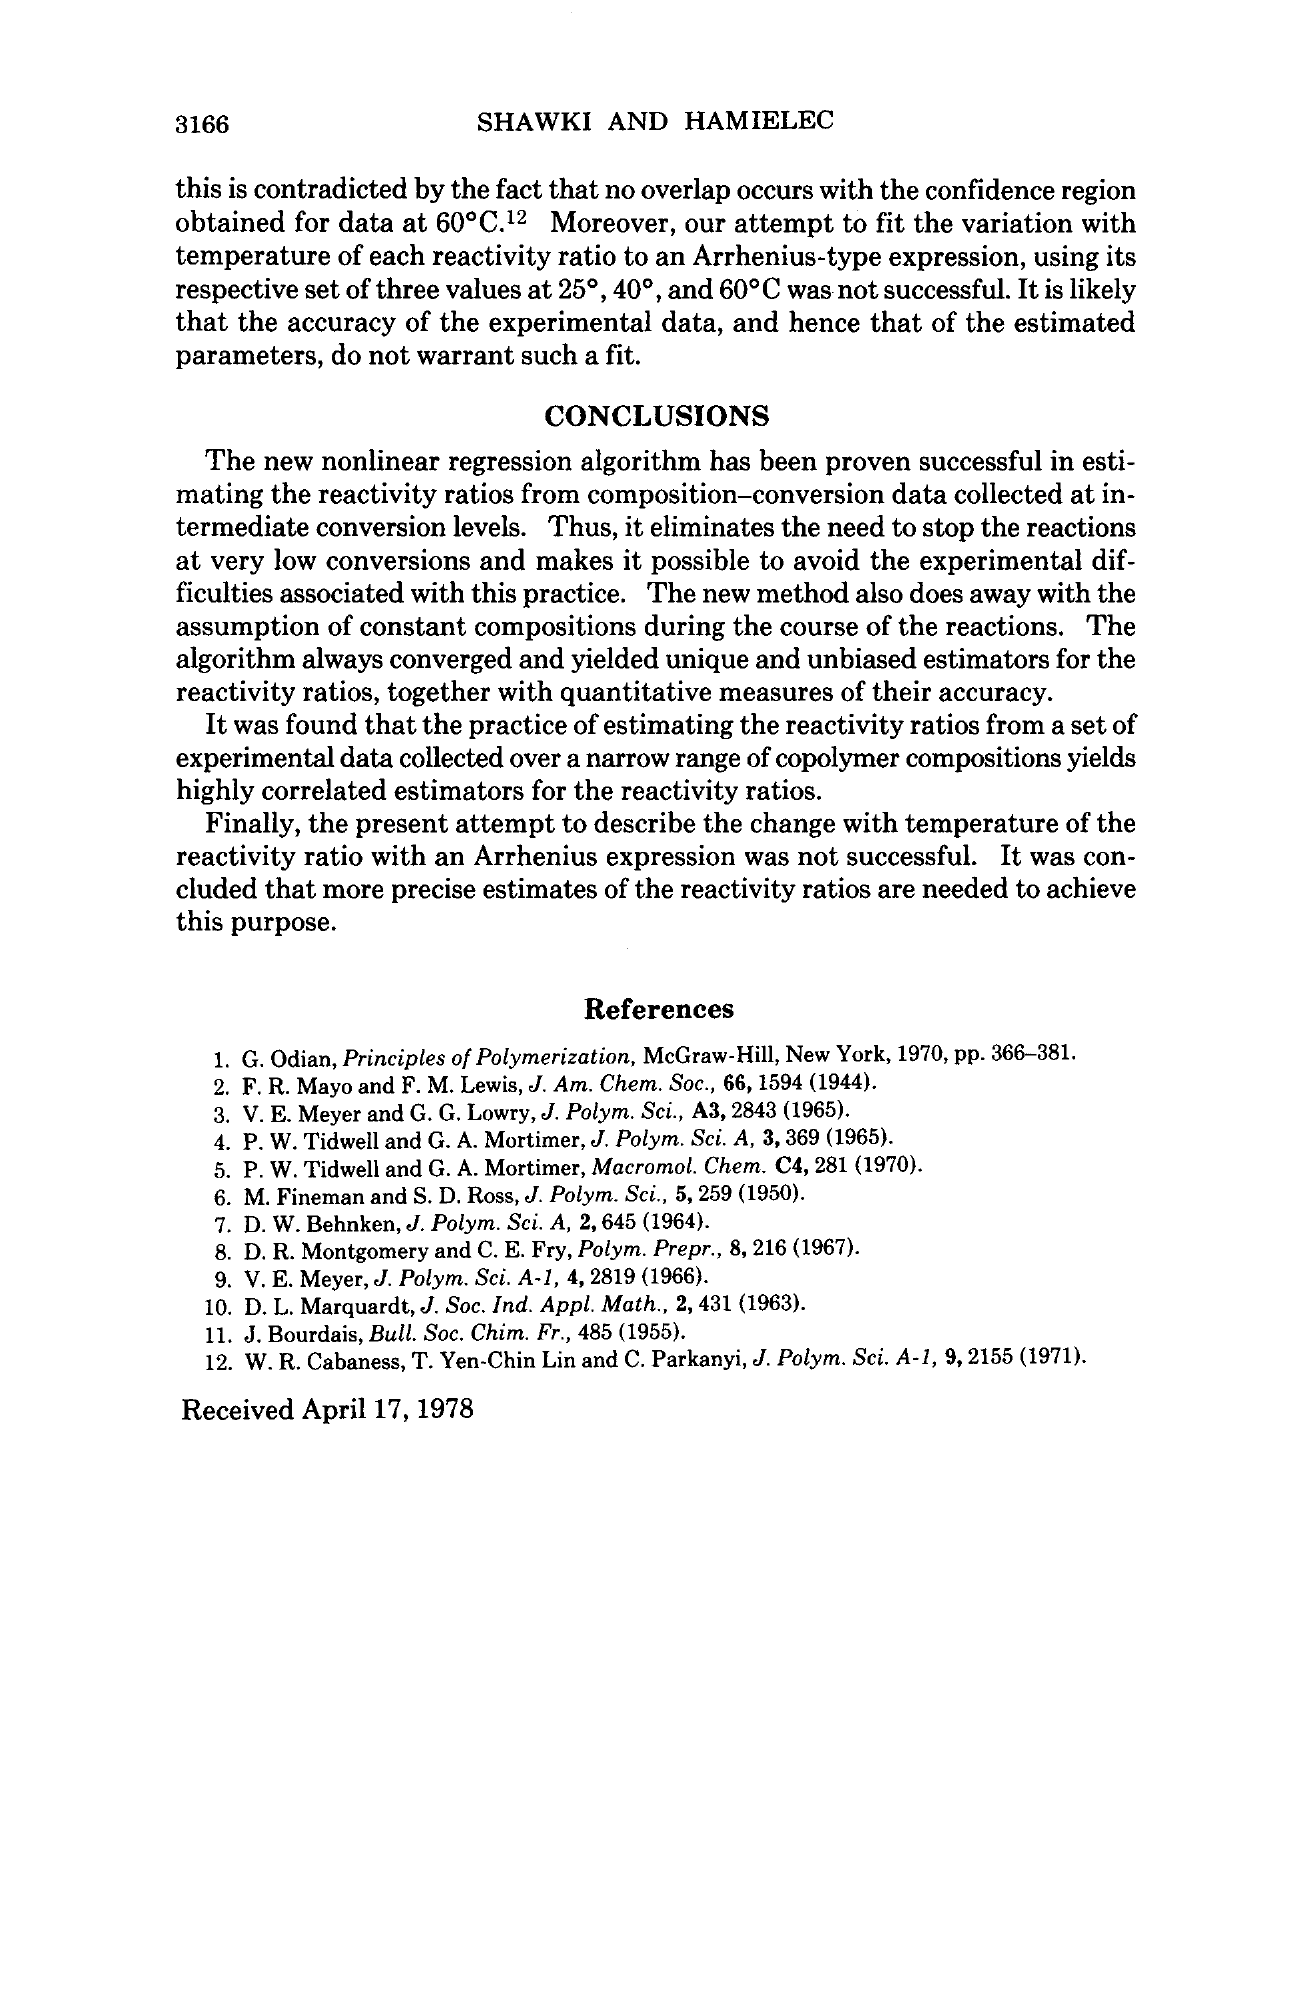 3166 SHAWKI AND HAMIELEC
this is contradicted by the fact that no overlap occurs with the confidence region
obtained for data at 60°C.¹² Moreover, our attempt to fit the variation with
temperature of each reactivity ratio to an Arrhenius-type expression, using its
respective set of three values at 25°, 40°, and 60°C was not successful. It is likely
that the accuracy of the experimental data, and hence that of the estimated
parameters, do not warrant such a fit.
CONCLUSIONS
The new nonlinear regression algorithm has been proven successful in esti-
mating the reactivity ratios from composition–conversion data collected at in-
termediate conversion levels. Thus, it eliminates the need to stop the reactions
at very low conversions and makes it possible to avoid the experimental dif-
ficulties associated with this practice. The new method also does away with the
assumption of constant compositions during the course of the reactions. The
algorithm always converged and yielded unique and unbiased estimators for the
reactivity ratios, together with quantitative measures of their accuracy.
It was found that the practice of estimating the reactivity ratios from a set of
experimental data collected over a narrow range of copolymer compositions yields
highly correlated estimators for the reactivity ratios.
Finally, the present attempt to describe the change with temperature of the
reactivity ratio with an Arrhenius expression was not successful. It was con-
cluded that more precise estimates of the reactivity ratios are needed to achieve
this purpose.
References
1. G. Odian, Principles of Polymerization, McGraw-Hill, New York, 1970, pp. 366–381.
2. F. R. Mayo and F. M. Lewis, J. Am. Chem. Soc., 66, 1594 (1944).
3. V. E. Meyer and G. G. Lowry, J. Polym. Sci., A3, 2843 (1965).
4. P. W. Tidwell and G. A. Mortimer, J. Polym. Sci. A, 3, 369 (1965).
5. P. W. Tidwell and G. A. Mortimer, Macromol. Chem. C4, 281 (1970).
6. M. Fineman and S. D. Ross, J. Polym. Sci., 5, 259 (1950).
7. D. W. Behnken, J. Polym. Sci. A, 2, 645 (1964).
8. D. R. Montgomery and C. E. Fry, Polym. Prepr., 8, 216 (1967).
9. V. E. Meyer, J. Polym. Sci. A-1, 4, 2819 (1966).
10. D. L. Marquardt, J. Soc. Ind. Appl. Math., 2, 431 (1963).
11. J. Bourdais, Bull. Soc. Chim. Fr., 485 (1955).
12. W. R. Cabaness, T. Yen-Chin Lin and C. Parkanyi, J. Polym. Sci. A-1, 9, 2155 (1971).
Received April 17, 1978